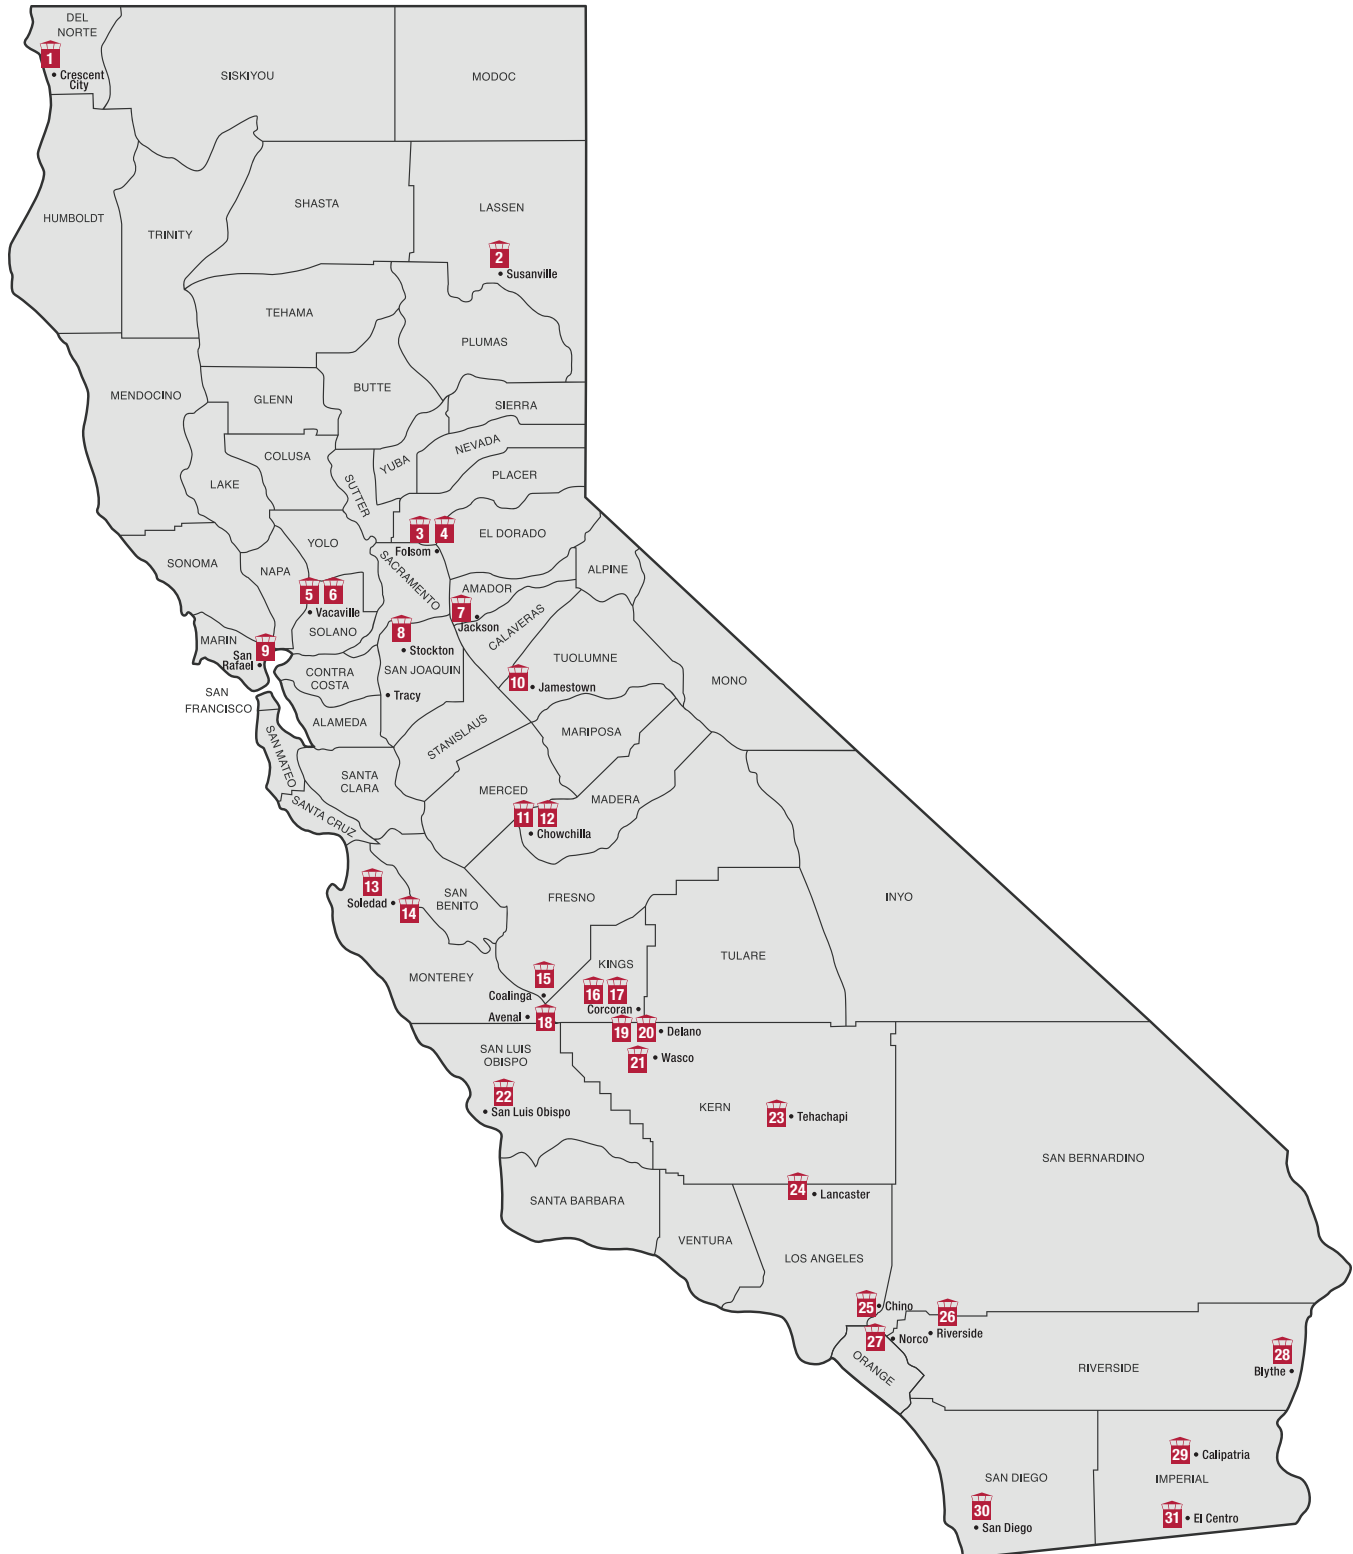 DEL
NORTE
1
Crescent
City
SISKIYOU
MODOC
HUMBOLDT
TRINITY
SHASTA
LASSEN
2
Susanville
TEHAMA
PLUMAS
MENDOCINO
GLENN
BUTTE
SIERRA
NEVADA
YUBA
COLUSA
PLACER
LAKE
SUTTER
3 4
Folsom
EL DORADO
YOLO
SONOMA
NAPA
SACRAMENTO
ALPINE
5 6
Vacaville
AMADOR
7
Jackson
SOLANO
8
Stockton
CALAVERAS
MARIN
9
San
Rafael
CONTRA
COSTA
SAN JOAQUIN
TUOLUMNE
10
Jamestown
MONO
Tracy
SAN
FRANCISCO
ALAMEDA
STANISLAUS
MARIPOSA
SAN MATEO
SANTA
CLARA
MERCED
MADERA
SANTA CRUZ
11 12
Chowchilla
13
Soledad
14
SAN
BENITO
FRESNO
INYO
TULARE
KINGS
MONTEREY
15
Coalinga
16 17
Corcoran
Avenal
18
19 20
Delano
SAN LUIS
OBISPO
21
Wasco
22
San Luis Obispo
KERN
23
Tehachapi
SAN BERNARDINO
24
Lancaster
SANTA BARBARA
VENTURA
LOS ANGELES
25
Chino
26
Riverside
27
Norco
ORANGE
RIVERSIDE
28
Blythe
29
Calipatria
SAN DIEGO
IMPERIAL
30
San Diego
31
El Centro